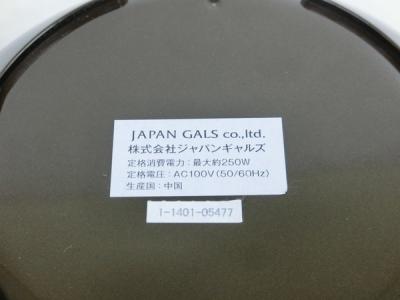 JAPAN GALS co.,ltd.
株式会社ジャパンギャルズ
定格消費電力：最大約250W
定格電圧：AC100V(50/60Hz)
生産国：中国
I-1401-05477